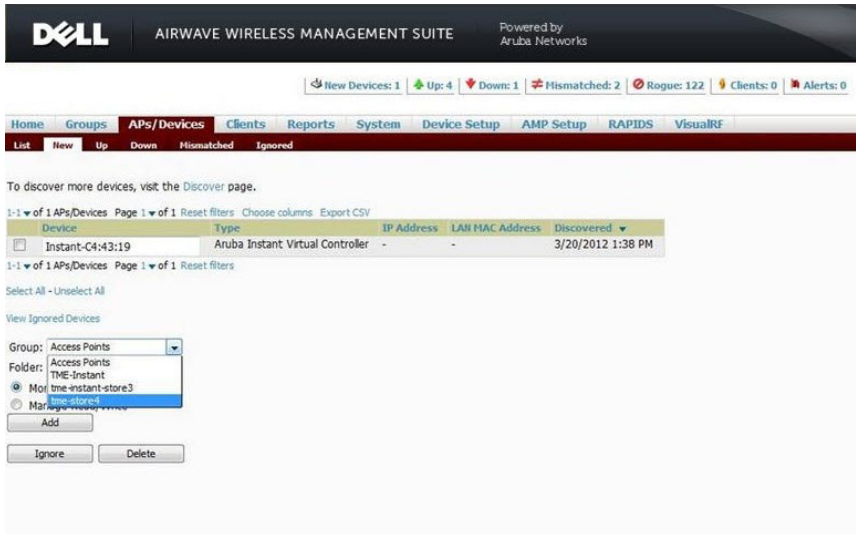 DELL AIRWAVE WIRELESS MANAGEMENT SUITE Powered by
Aruba Networks
New Devices: 1 Up: 4 Down: 1 Mismatched: 2 Rogue: 122 Clients: 0 Alerts: 0
Home Groups APs/Devices Clients Reports System Device Setup AMP Setup RAPIDS VisualRF
List New Up Down Mismatched Ignored
To discover more devices, visit the Discover page.
1-1 of 1 APs/Devices Page 1 of 1 Reset filters Choose columns Export CSV
Device Type IP Address LAN MAC Address Discovered
Instant-C4:43:19 Aruba Instant Virtual Controller - - 3/20/2012 1:38 PM
1-1 of 1 APs/Devices Page 1 of 1 Reset filters
Select All - Unselect All
View Ignored Devices
Group: Access Points
Access Points
Folder:
TME-Instant
tme-instant-store3
tme-store4
Add
Ignore Delete